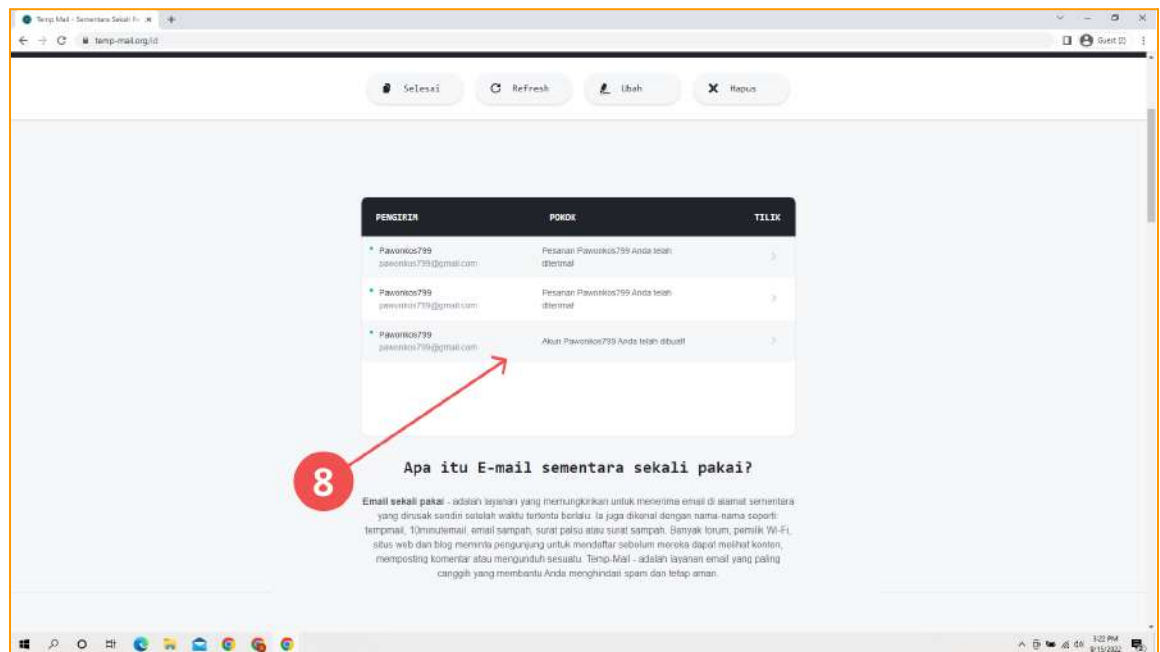 Temp Mail - Sementara Sekali Pa
temp-mail.org/id
Guest (2)
Selesai
Refresh
Ubah
Hapus
PENGIRIM POKOK TILIK
Pawonkos799
pawonkos799@gmail.com
Pesanan Pawonkos799 Anda telah
diterima!
Pawonkos799
pawonkos799@gmail.com
Pesanan Pawonkos799 Anda telah
diterima!
Pawonkos799
pawonkos799@gmail.com
Akun Pawonkos799 Anda telah dibuat!
8
Apa itu E-mail sementara sekali pakai?
Email sekali pakai - adalah layanan yang memungkinkan untuk menerima email di alamat sementara
yang dirusak sendiri setelah waktu tertentu berlalu. Ia juga dikenal dengan nama-nama seperti:
tempmail, 10minutemail, email sampah, surat palsu atau surat sampah. Banyak forum, pemilik Wi-Fi,
situs web dan blog meminta pengunjung untuk mendaftar sebelum mereka dapat melihat konten,
memposting komentar atau mengunduh sesuatu. Temp-Mail - adalah layanan email yang paling
canggih yang membantu Anda menghindari spam dan tetap aman.
3:22 PM
9/15/2022